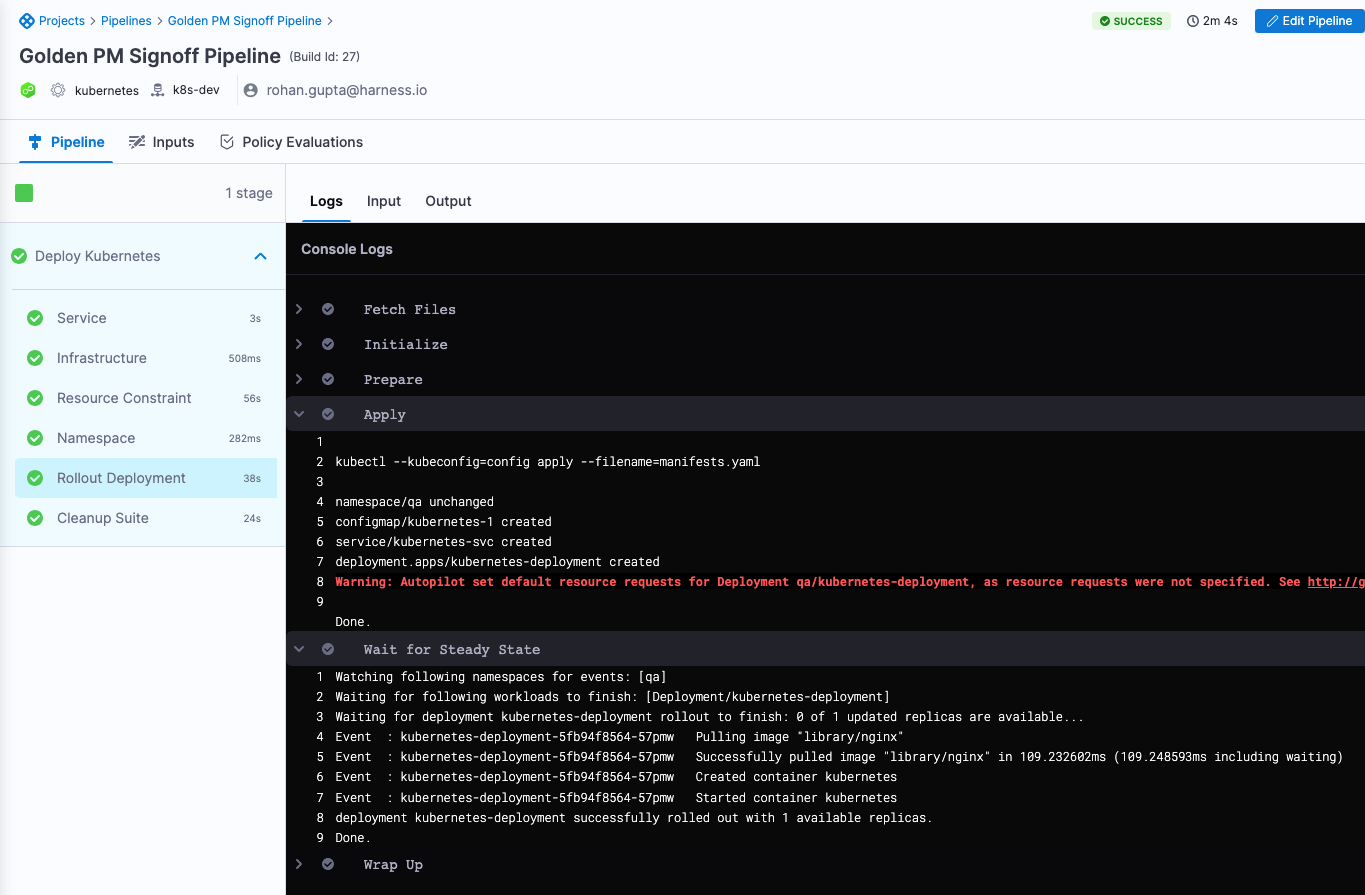 Projects > Pipelines > Golden PM Signoff Pipeline >
SUCCESS 2m 4s Edit Pipeline
Golden PM Signoff Pipeline (Build Id: 27)
kubernetes k8s-dev rohan.gupta@harness.io
Pipeline Inputs Policy Evaluations
1 stage
Deploy Kubernetes
Service 3s
Infrastructure 508ms
Resource Constraint 56s
Namespace 282ms
Rollout Deployment 38s
Cleanup Suite 24s
Logs Input Output
Console Logs
Fetch Files
Initialize
Prepare
Apply
1
2 kubectl --kubeconfig=config apply --filename=manifests.yaml
3
4 namespace/qa unchanged
5 configmap/kubernetes-1 created
6 service/kubernetes-svc created
7 deployment.apps/kubernetes-deployment created
8 Warning: Autopilot set default resource requests for Deployment qa/kubernetes-deployment, as resource requests were not specified. See http://g
9
Done.
Wait for Steady State
1 Watching following namespaces for events: [qa]
2 Waiting for following workloads to finish: [Deployment/kubernetes-deployment]
3 Waiting for deployment kubernetes-deployment rollout to finish: 0 of 1 updated replicas are available...
4 Event : kubernetes-deployment-5fb94f8564-57pmw Pulling image "library/nginx"
5 Event : kubernetes-deployment-5fb94f8564-57pmw Successfully pulled image "library/nginx" in 109.232602ms (109.248593ms including waiting)
6 Event : kubernetes-deployment-5fb94f8564-57pmw Created container kubernetes
7 Event : kubernetes-deployment-5fb94f8564-57pmw Started container kubernetes
8 deployment kubernetes-deployment successfully rolled out with 1 available replicas.
9 Done.
Wrap Up